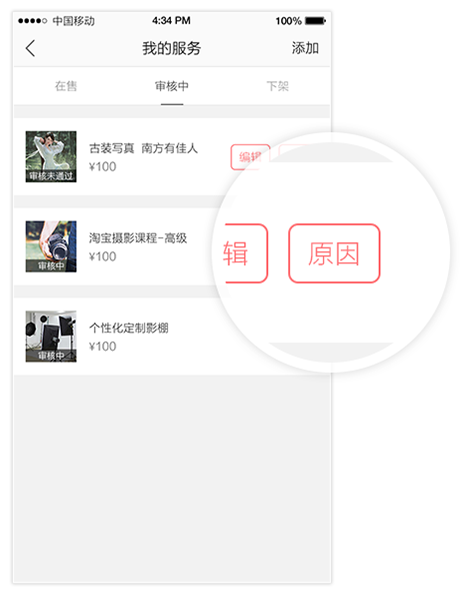 中国移动 4:34 PM 100%
我的服务 添加
在售 审核中 下架
古装写真 南方有佳人
¥100
编辑
审核未通过
辑 原因
淘宝摄影课程-高级
¥100
审核中
个性化定制影棚
¥100
审核中